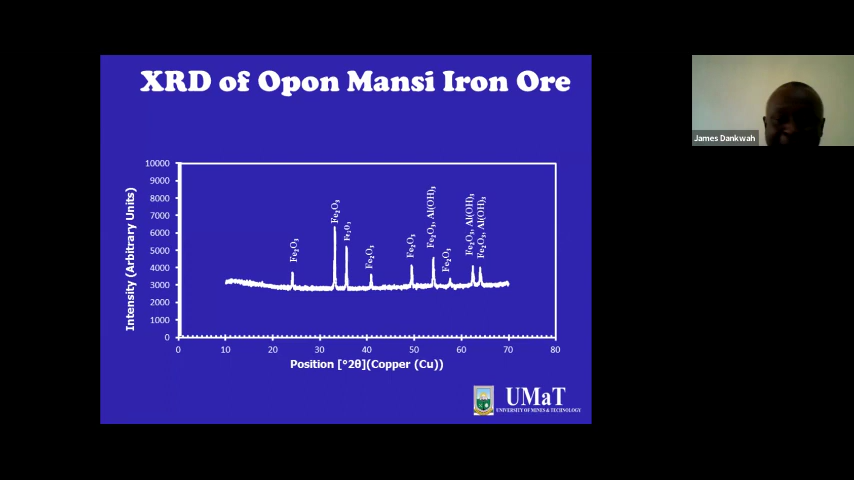 XRD of Opon Mansi Iron Ore
James Dankwah
Intensity (Arbitrary Units)
10000
9000
8000
7000
6000
5000
4000
3000
2000
1000
0
Fe2O3
Fe2O3
Fe2O3
Fe2O3
Fe2O3
Fe2O3, Al(OH)3
Fe2O3
Fe2O3, Al(OH)3
Fe2O3, Al(OH)3
0 10 20 30 40 50 60 70 80
Position [°2θ](Copper (Cu))
UMaT
UNIVERSITY OF MINES & TECHNOLOGY